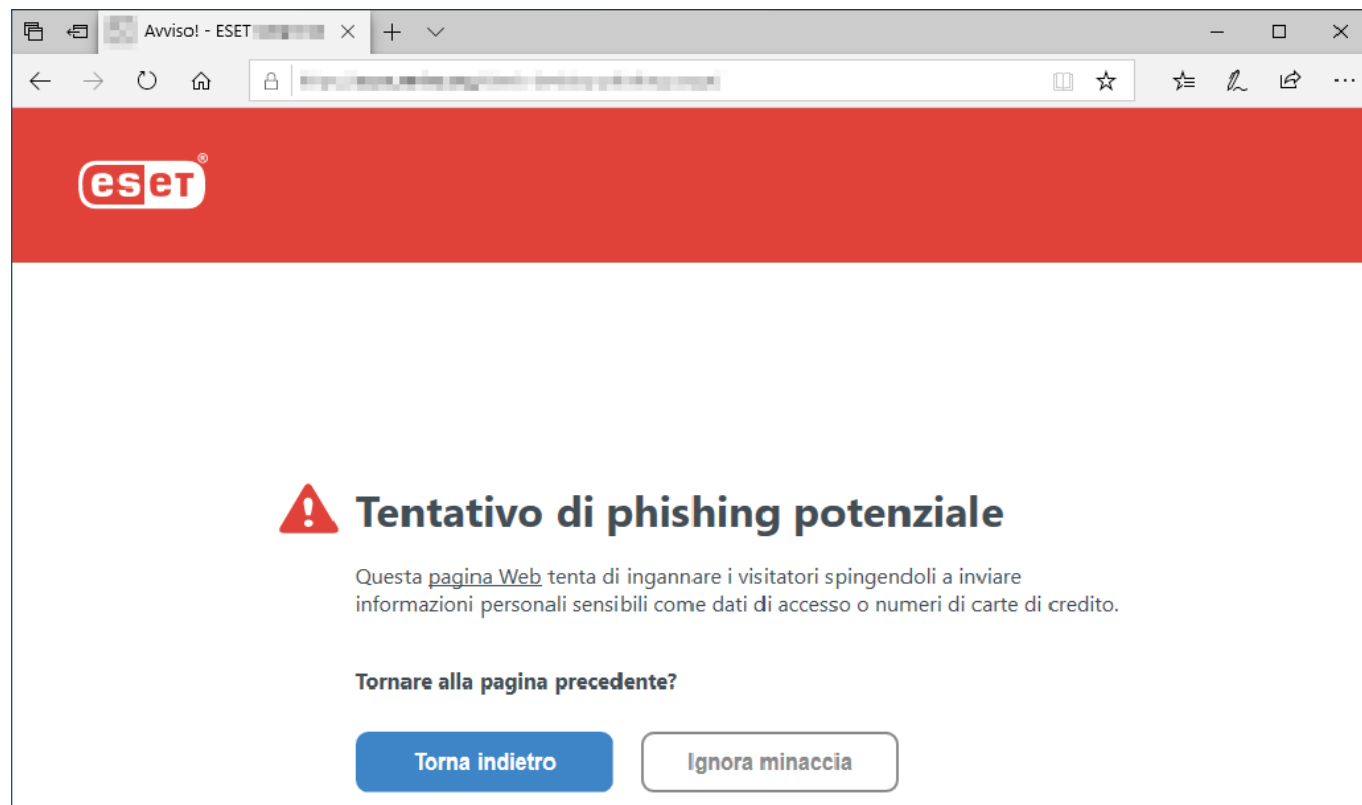 Avviso! - ESET
eset®
Tentativo di phishing potenziale
Questa pagina Web tenta di ingannare i visitatori spingendoli a inviare
informazioni personali sensibili come dati di accesso o numeri di carte di credito.
Tornare alla pagina precedente?
Torna indietro Ignora minaccia